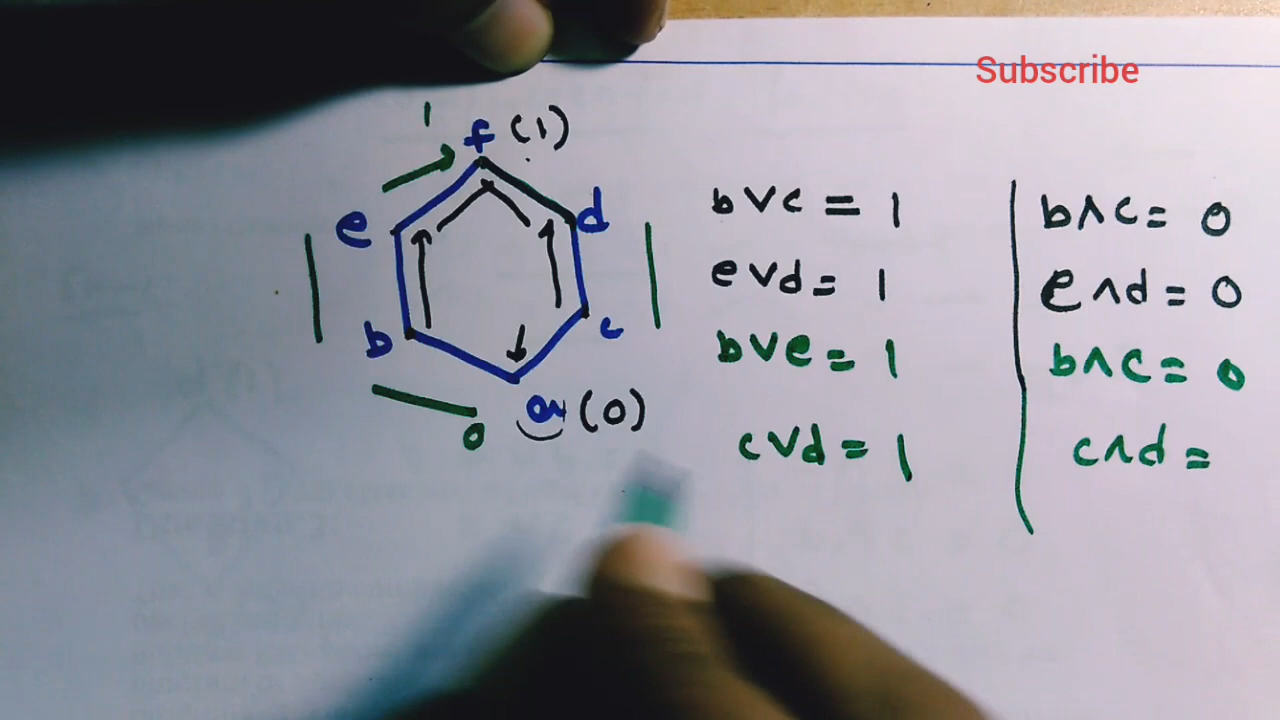 Subscribe
1
f (1)
e
d
b
c
a (0)
0
b∨c = 1
e∨d = 1
b∨e = 1
c∨d = 1
b∧c = 0
e∧d = 0
b∧c = 0
c∧d =